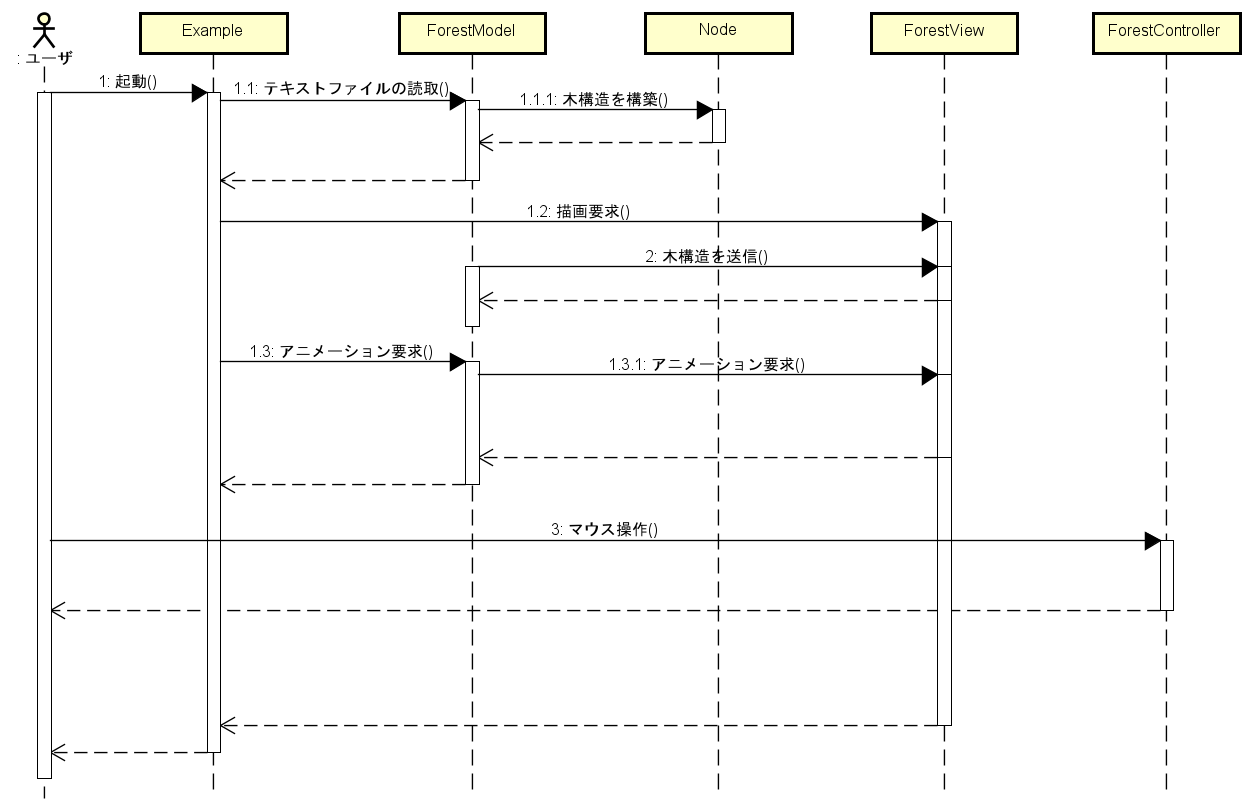 : ユーザ
Example
ForestModel
Node
ForestView
ForestController
1: 起動()
1.1: テキストファイルの読取()
1.1.1: 木構造を構築()
1.2: 描画要求()
2: 木構造を送信()
1.3: アニメーション要求()
1.3.1: アニメーション要求()
3: マウス操作()